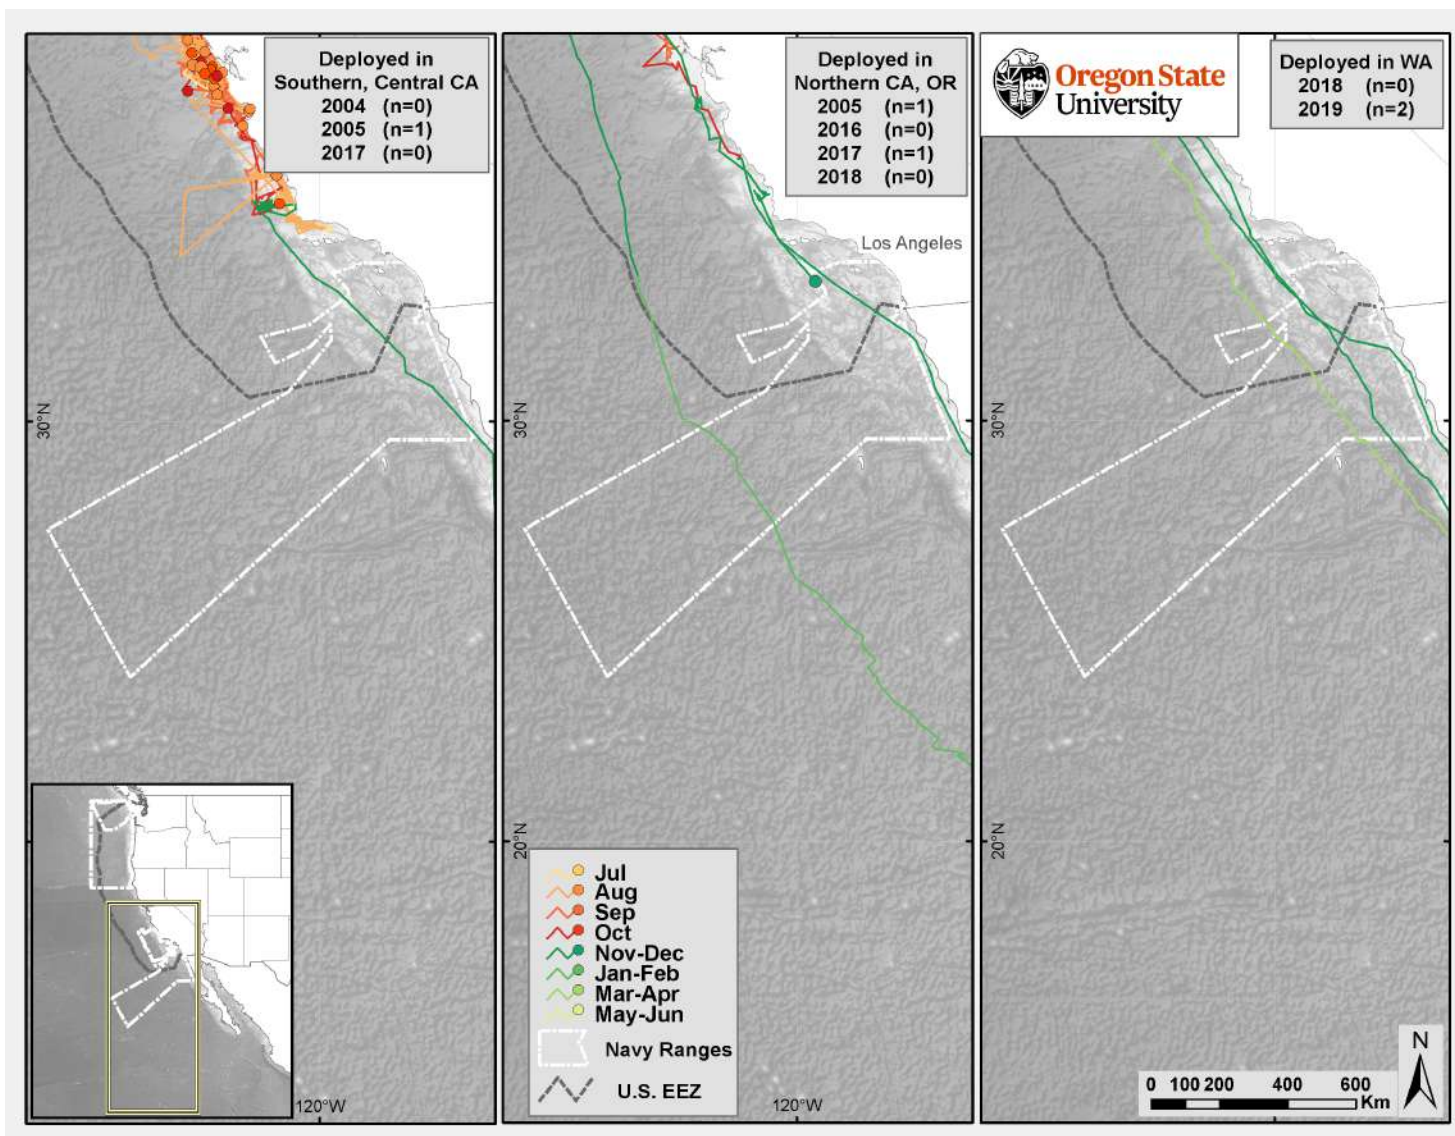 Deployed in
Southern, Central CA
2004 (n=0)
2005 (n=1)
2017 (n=0)
30°N
120°W
Deployed in
Northern CA, OR
2005 (n=1)
2016 (n=0)
2017 (n=1)
2018 (n=0)
Los Angeles
30°N
20°N
Jul
Aug
Sep
Oct
Nov-Dec
Jan-Feb
Mar-Apr
May-Jun
Navy Ranges
U.S. EEZ
120°W
Oregon State
University
Deployed in WA
2018 (n=0)
2019 (n=2)
30°N
20°N
N
0 100 200 400 600
Km